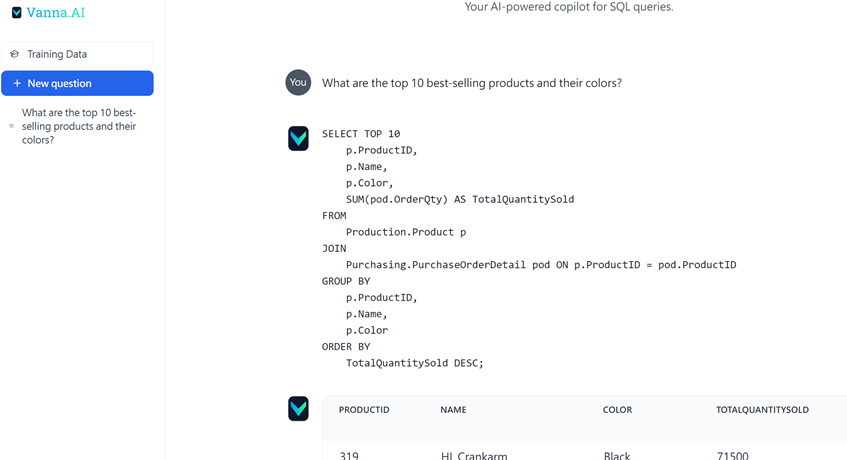 Vanna.AI
Your AI-powered copilot for SQL queries.
Training Data
+ New question
What are the top 10 best-
selling products and their
colors?
You
What are the top 10 best-selling products and their colors?
SELECT TOP 10
p.ProductID,
p.Name,
p.Color,
SUM(pod.OrderQty) AS TotalQuantitySold
FROM
Production.Product p
JOIN
Purchasing.PurchaseOrderDetail pod ON p.ProductID = pod.ProductID
GROUP BY
p.ProductID,
p.Name,
p.Color
ORDER BY
TotalQuantitySold DESC;
PRODUCTID NAME COLOR TOTALQUANTITYSOLD
319 HL Crankarm Black 71500